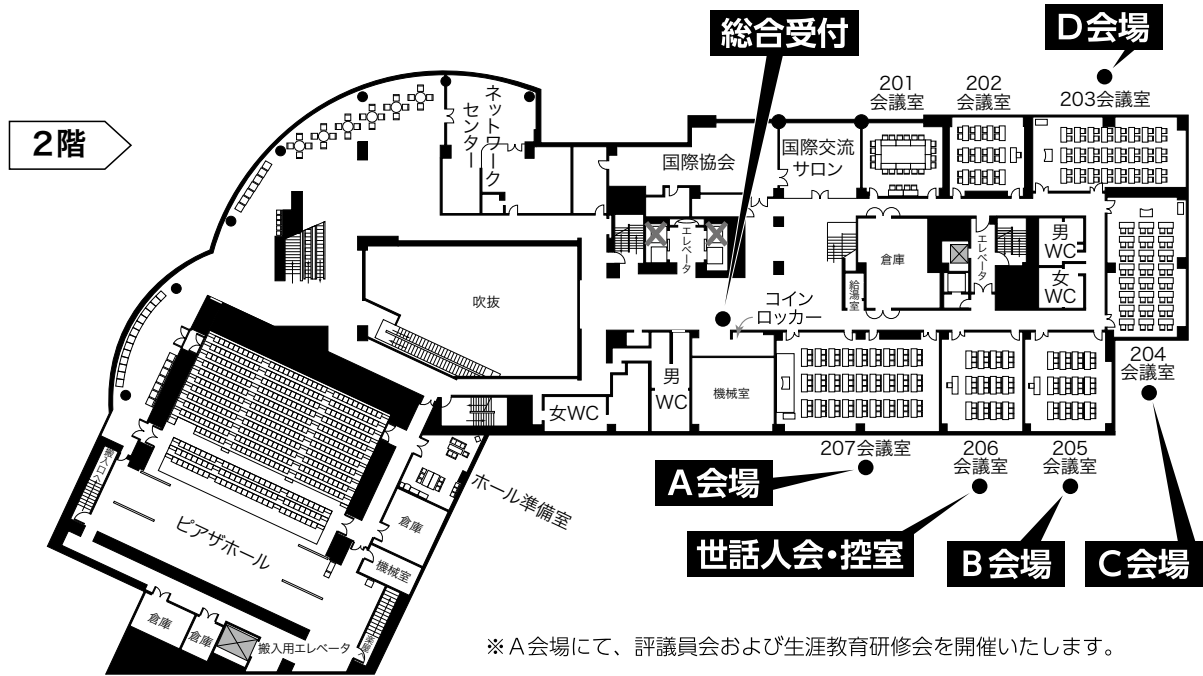 総合受付
D会場
2階
201
会議室
202
会議室
203会議室
ネットワーク
センター
国際協会
国際交流
サロン
エレベータ
倉庫
エレベータ
男
WC
女
WC
給湯室
吹抜
コイン
ロッカー
204
会議室
男
WC
機械室
女WC
207会議室
206
会議室
205
会議室
A会場
世話人会・控室
B会場
C会場
搬入口へ
ホール準備室
倉庫
ピアザホール
機械室
倉庫
倉庫
搬入用エレベータ
※A会場にて、評議員会および生涯教育研修会を開催いたします。